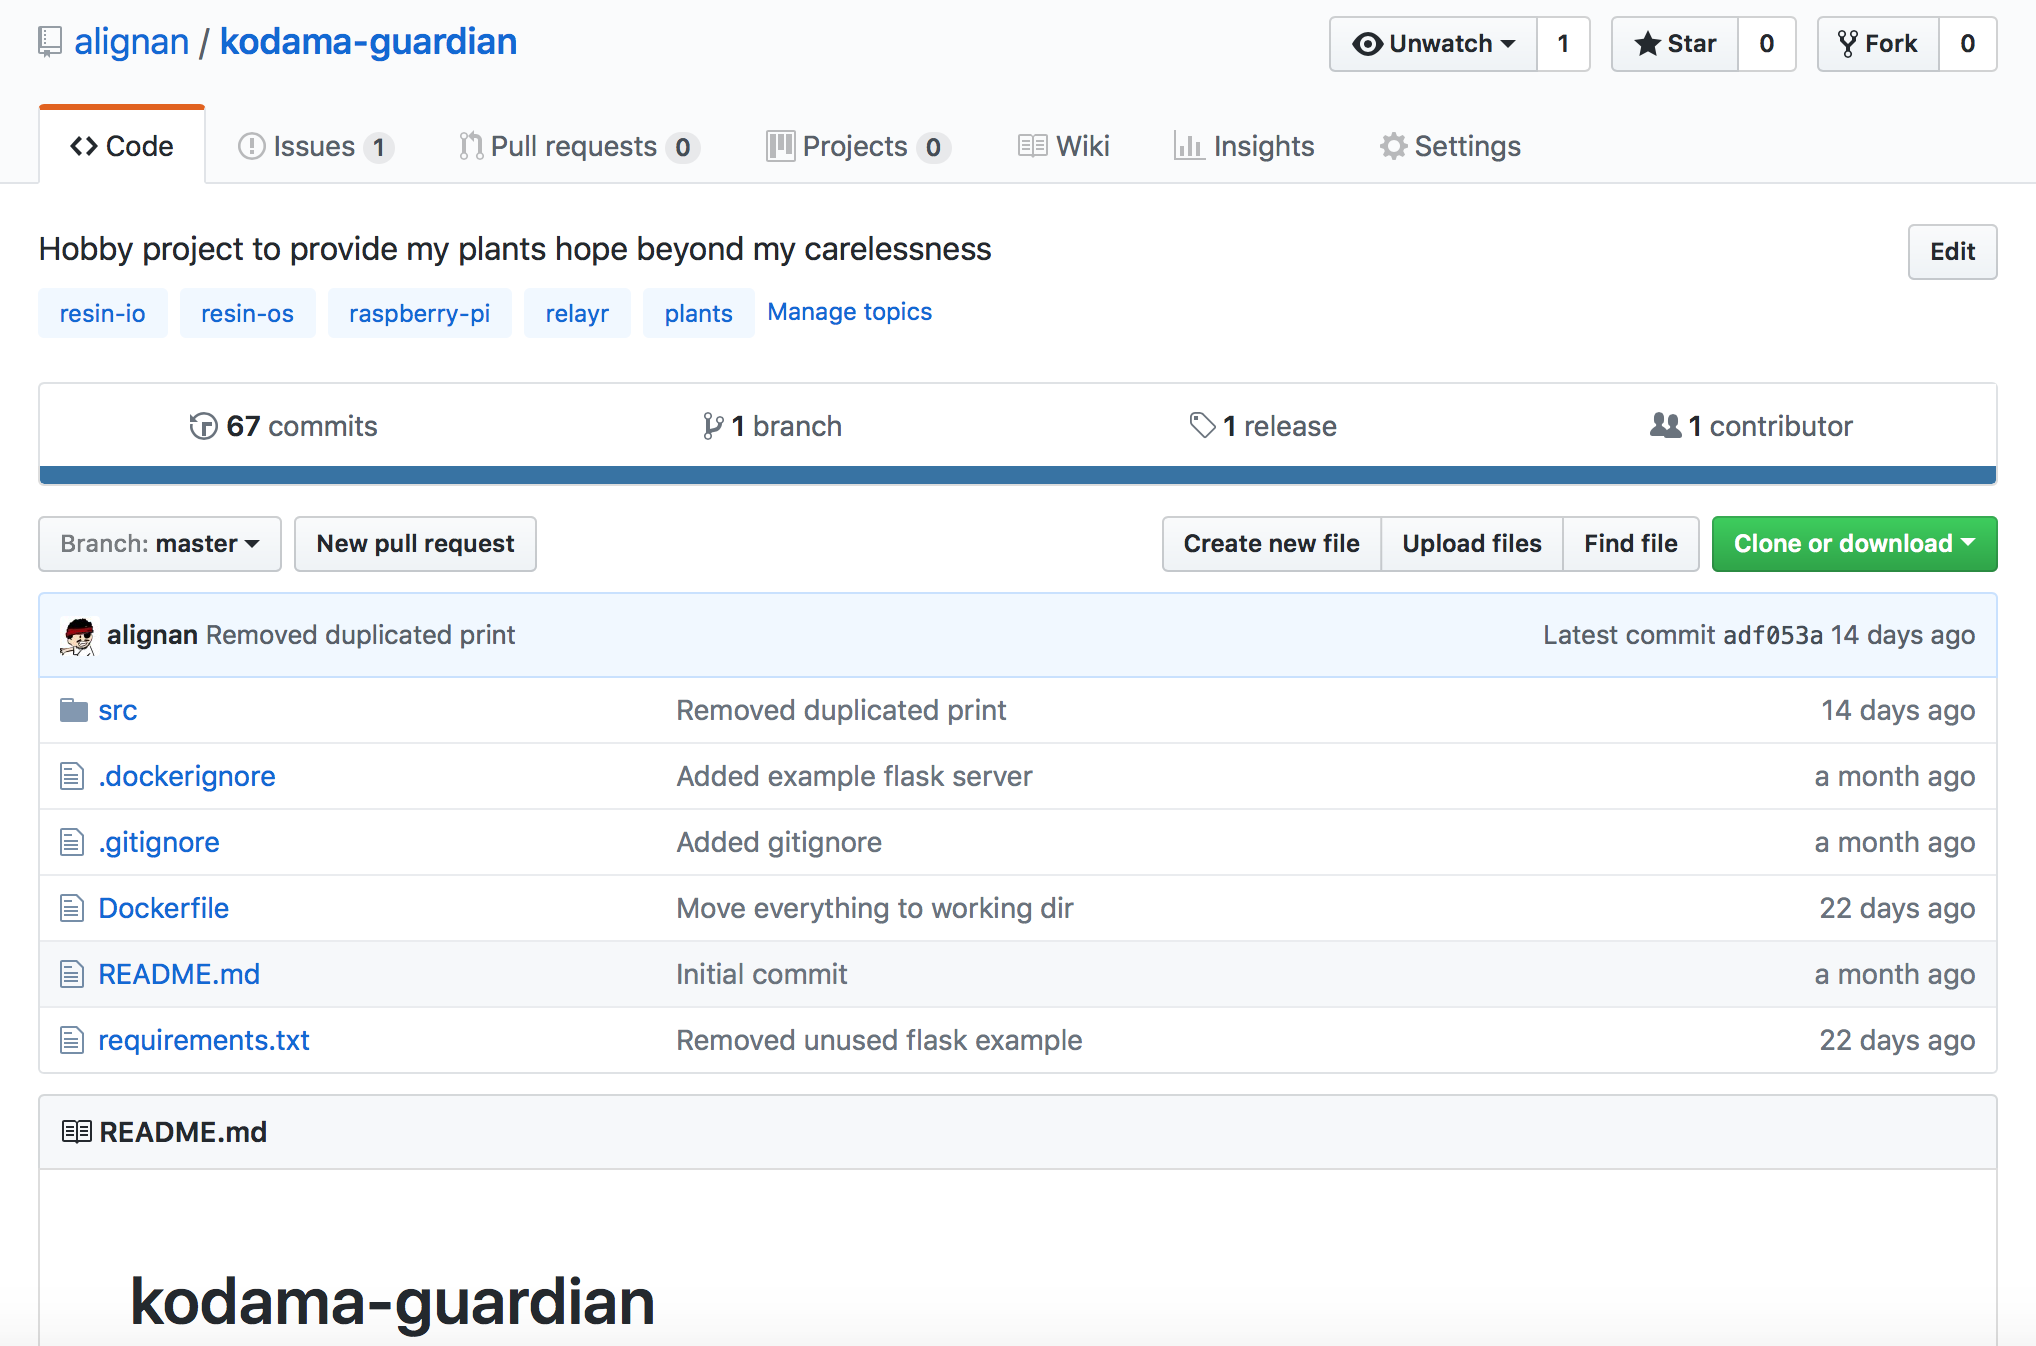 alignan / kodama-guardian
Unwatch 1 Star 0 Fork 0
Code Issues 1 Pull requests 0 Projects 0 Wiki Insights Settings
Hobby project to provide my plants hope beyond my carelessness
Edit
resin-io resin-os raspberry-pi relayr plants Manage topics
67 commits 1 branch 1 release 1 contributor
Branch: master New pull request Create new file Upload files Find file Clone or download
alignan Removed duplicated print Latest commit adf053a 14 days ago
src Removed duplicated print 14 days ago
.dockerignore Added example flask server a month ago
.gitignore Added gitignore a month ago
Dockerfile Move everything to working dir 22 days ago
README.md Initial commit a month ago
requirements.txt Removed unused flask example 22 days ago
README.md
kodama-guardian